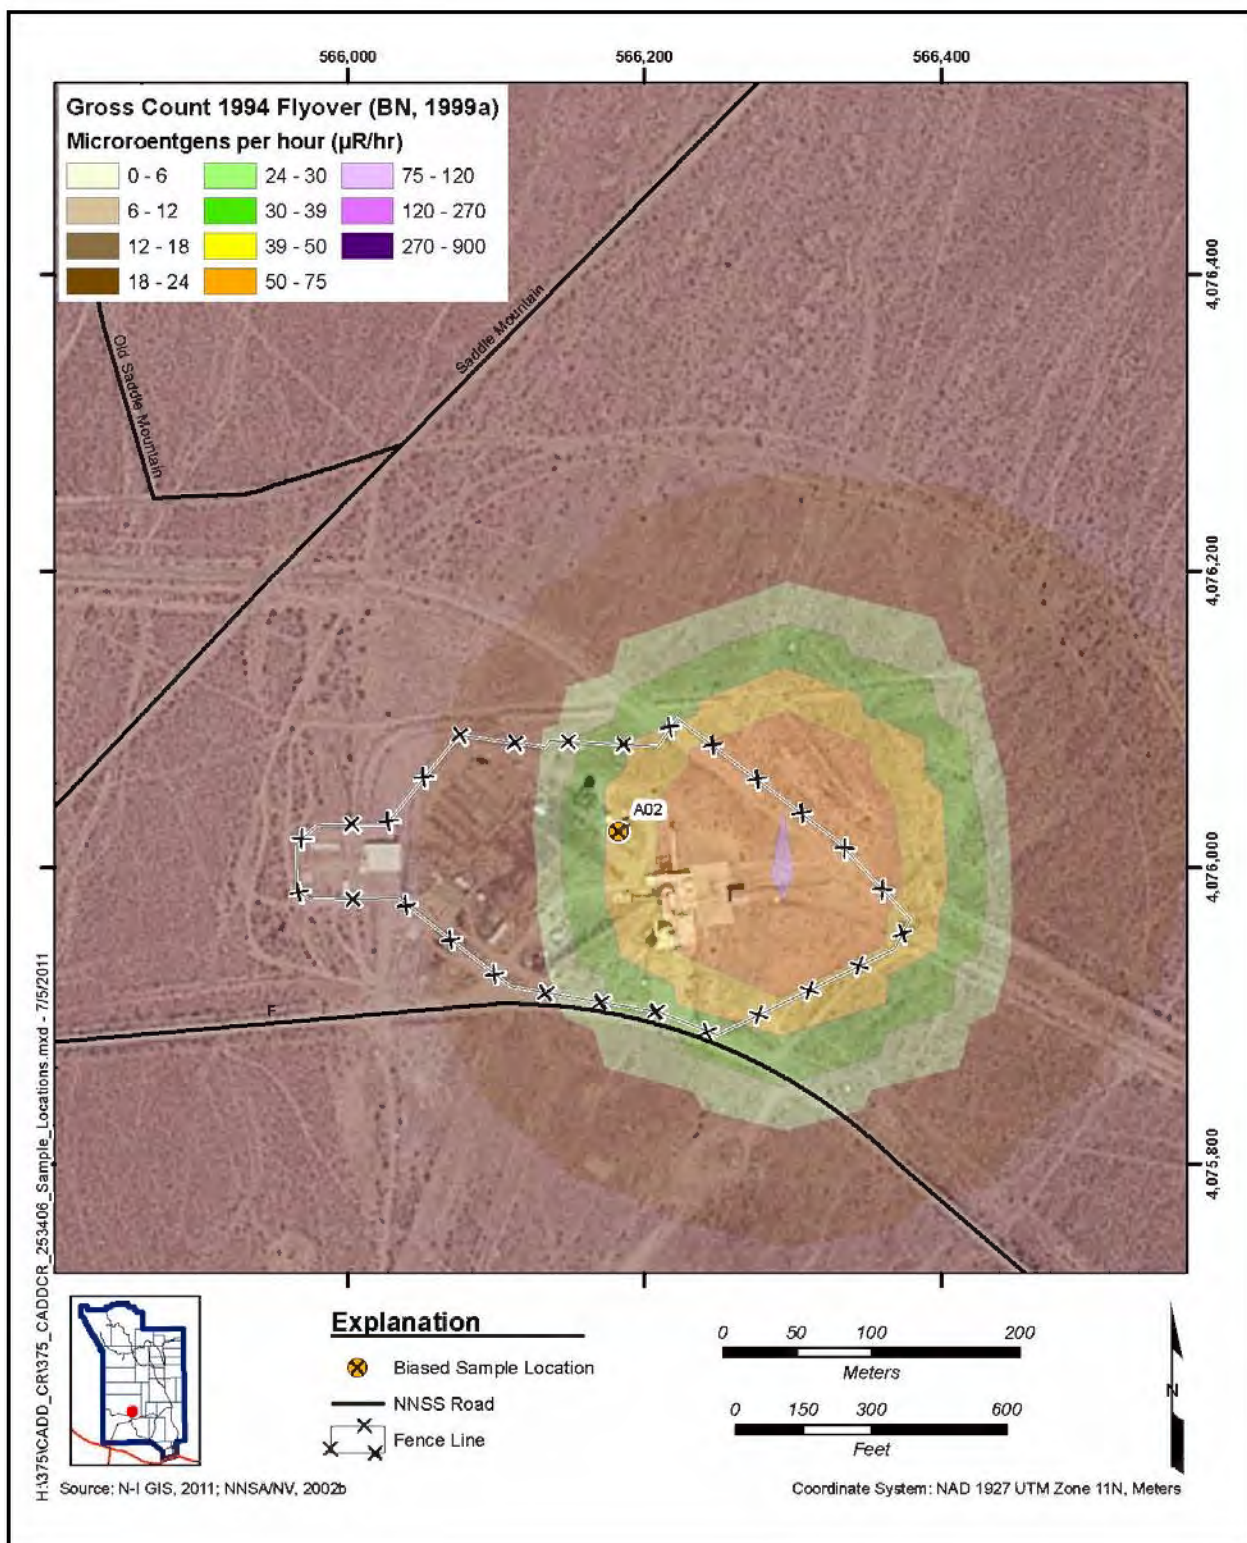 566,000
566,200
566,400
Gross Count 1994 Flyover (BN, 1999a)
Microroentgens per hour (µR/hr)
0 - 6
24 - 30
75 - 120
6 - 12
30 - 39
120 - 270
12 - 18
39 - 50
270 - 900
18 - 24
50 - 75
4,076,400
Old Saddle Mountain
Saddle Mountain
4,076,200
A02
4,076,000
F
4,075,800
H:\375\CADD_CR\375_CADDCR_253406_Sample_Locations.mxd - 7/5/2011
Explanation
Biased Sample Location
NNSS Road
Fence Line
0 50 100 200
Meters
0 150 300 600
Feet
N
Source: N-I GIS, 2011; NNSA/NV, 2002b
Coordinate System: NAD 1927 UTM Zone 11N, Meters